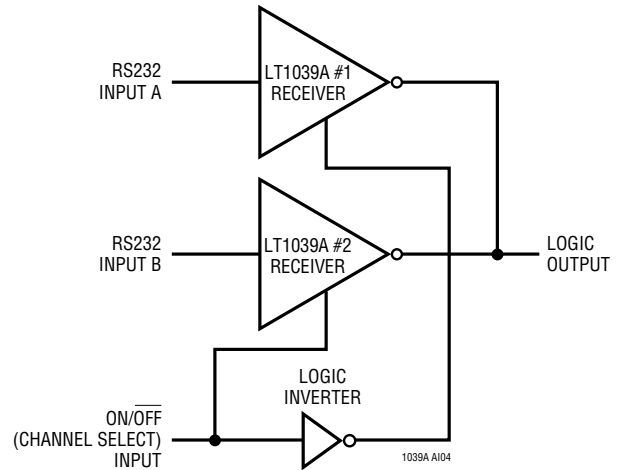 RS232
INPUT A
LT1039A #1
RECEIVER
RS232
INPUT B
LT1039A #2
RECEIVER
LOGIC
OUTPUT
LOGIC
INVERTER
ON/OFF
(CHANNEL SELECT)
INPUT
1039A AI04